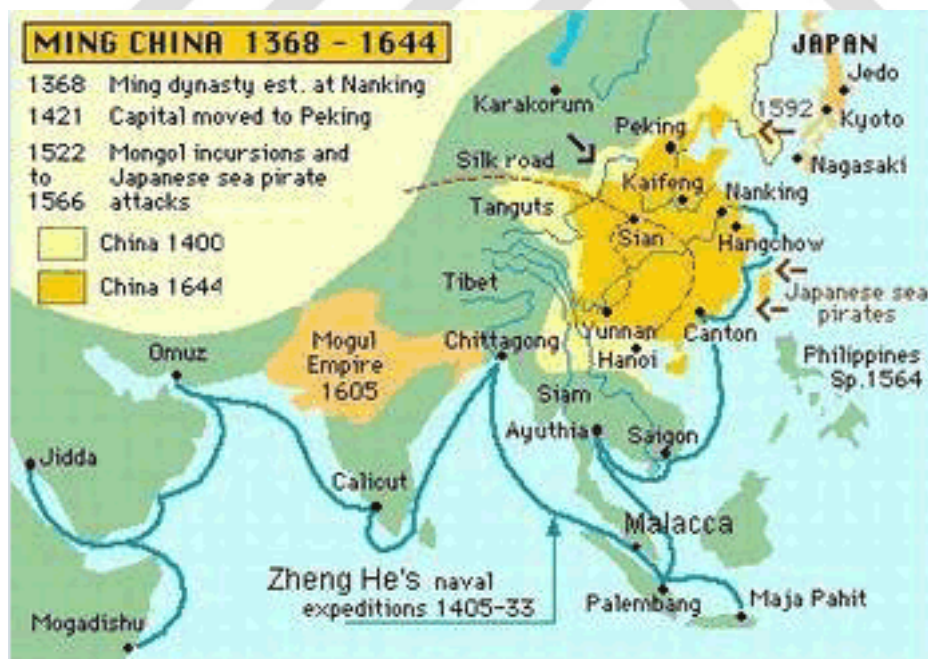 MING CHINA 1368 - 1644
1368 Ming dynasty est. at Nanking
1421 Capital moved to Peking
1522 Mongol incursions and
to Japanese sea pirate
1566 attacks
China 1400
China 1644
JAPAN
Jedo
Kyoto
1592
Nagasaki
Karakorum
Peking
Silk road
Kaifeng
Nanking
Tanguts
Sian
Hangchow
Tibet
Japanese sea
pirates
Yunnan
Canton
Mogul
Empire
1605
Chittagong
Hanoi
Omuz
Philippines
Sp.1564
Siam
Ayuthia
Saigon
Jidda
Calicut
Malacca
Zheng He's naval
expeditions 1405-33
Palembang
Maja Pahit
Mogadishu